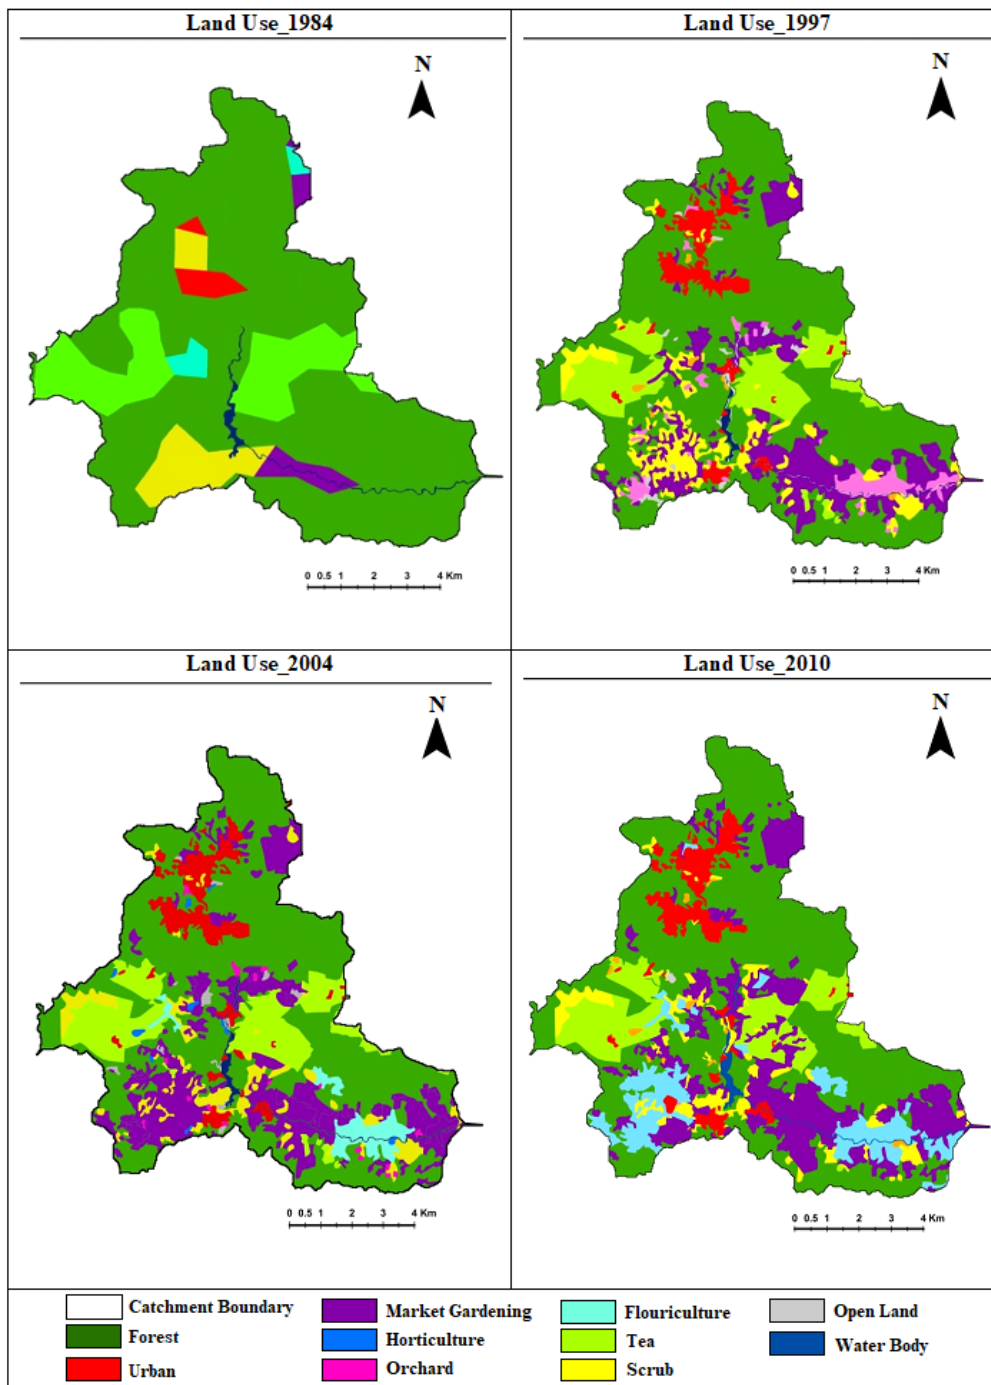 Land Use_1984
Land Use_1997
N
N
0 0.5 1 2 3 4 Km
0 0.5 1 2 3 4 Km
Land Use_2004
Land Use_2010
N
N
0 0.5 1 2 3 4 Km
0 0.5 1 2 3 4 Km
Catchment Boundary
Forest
Urban
Market Gardening
Horticulture
Orchard
Flouriculture
Tea
Scrub
Open Land
Water Body